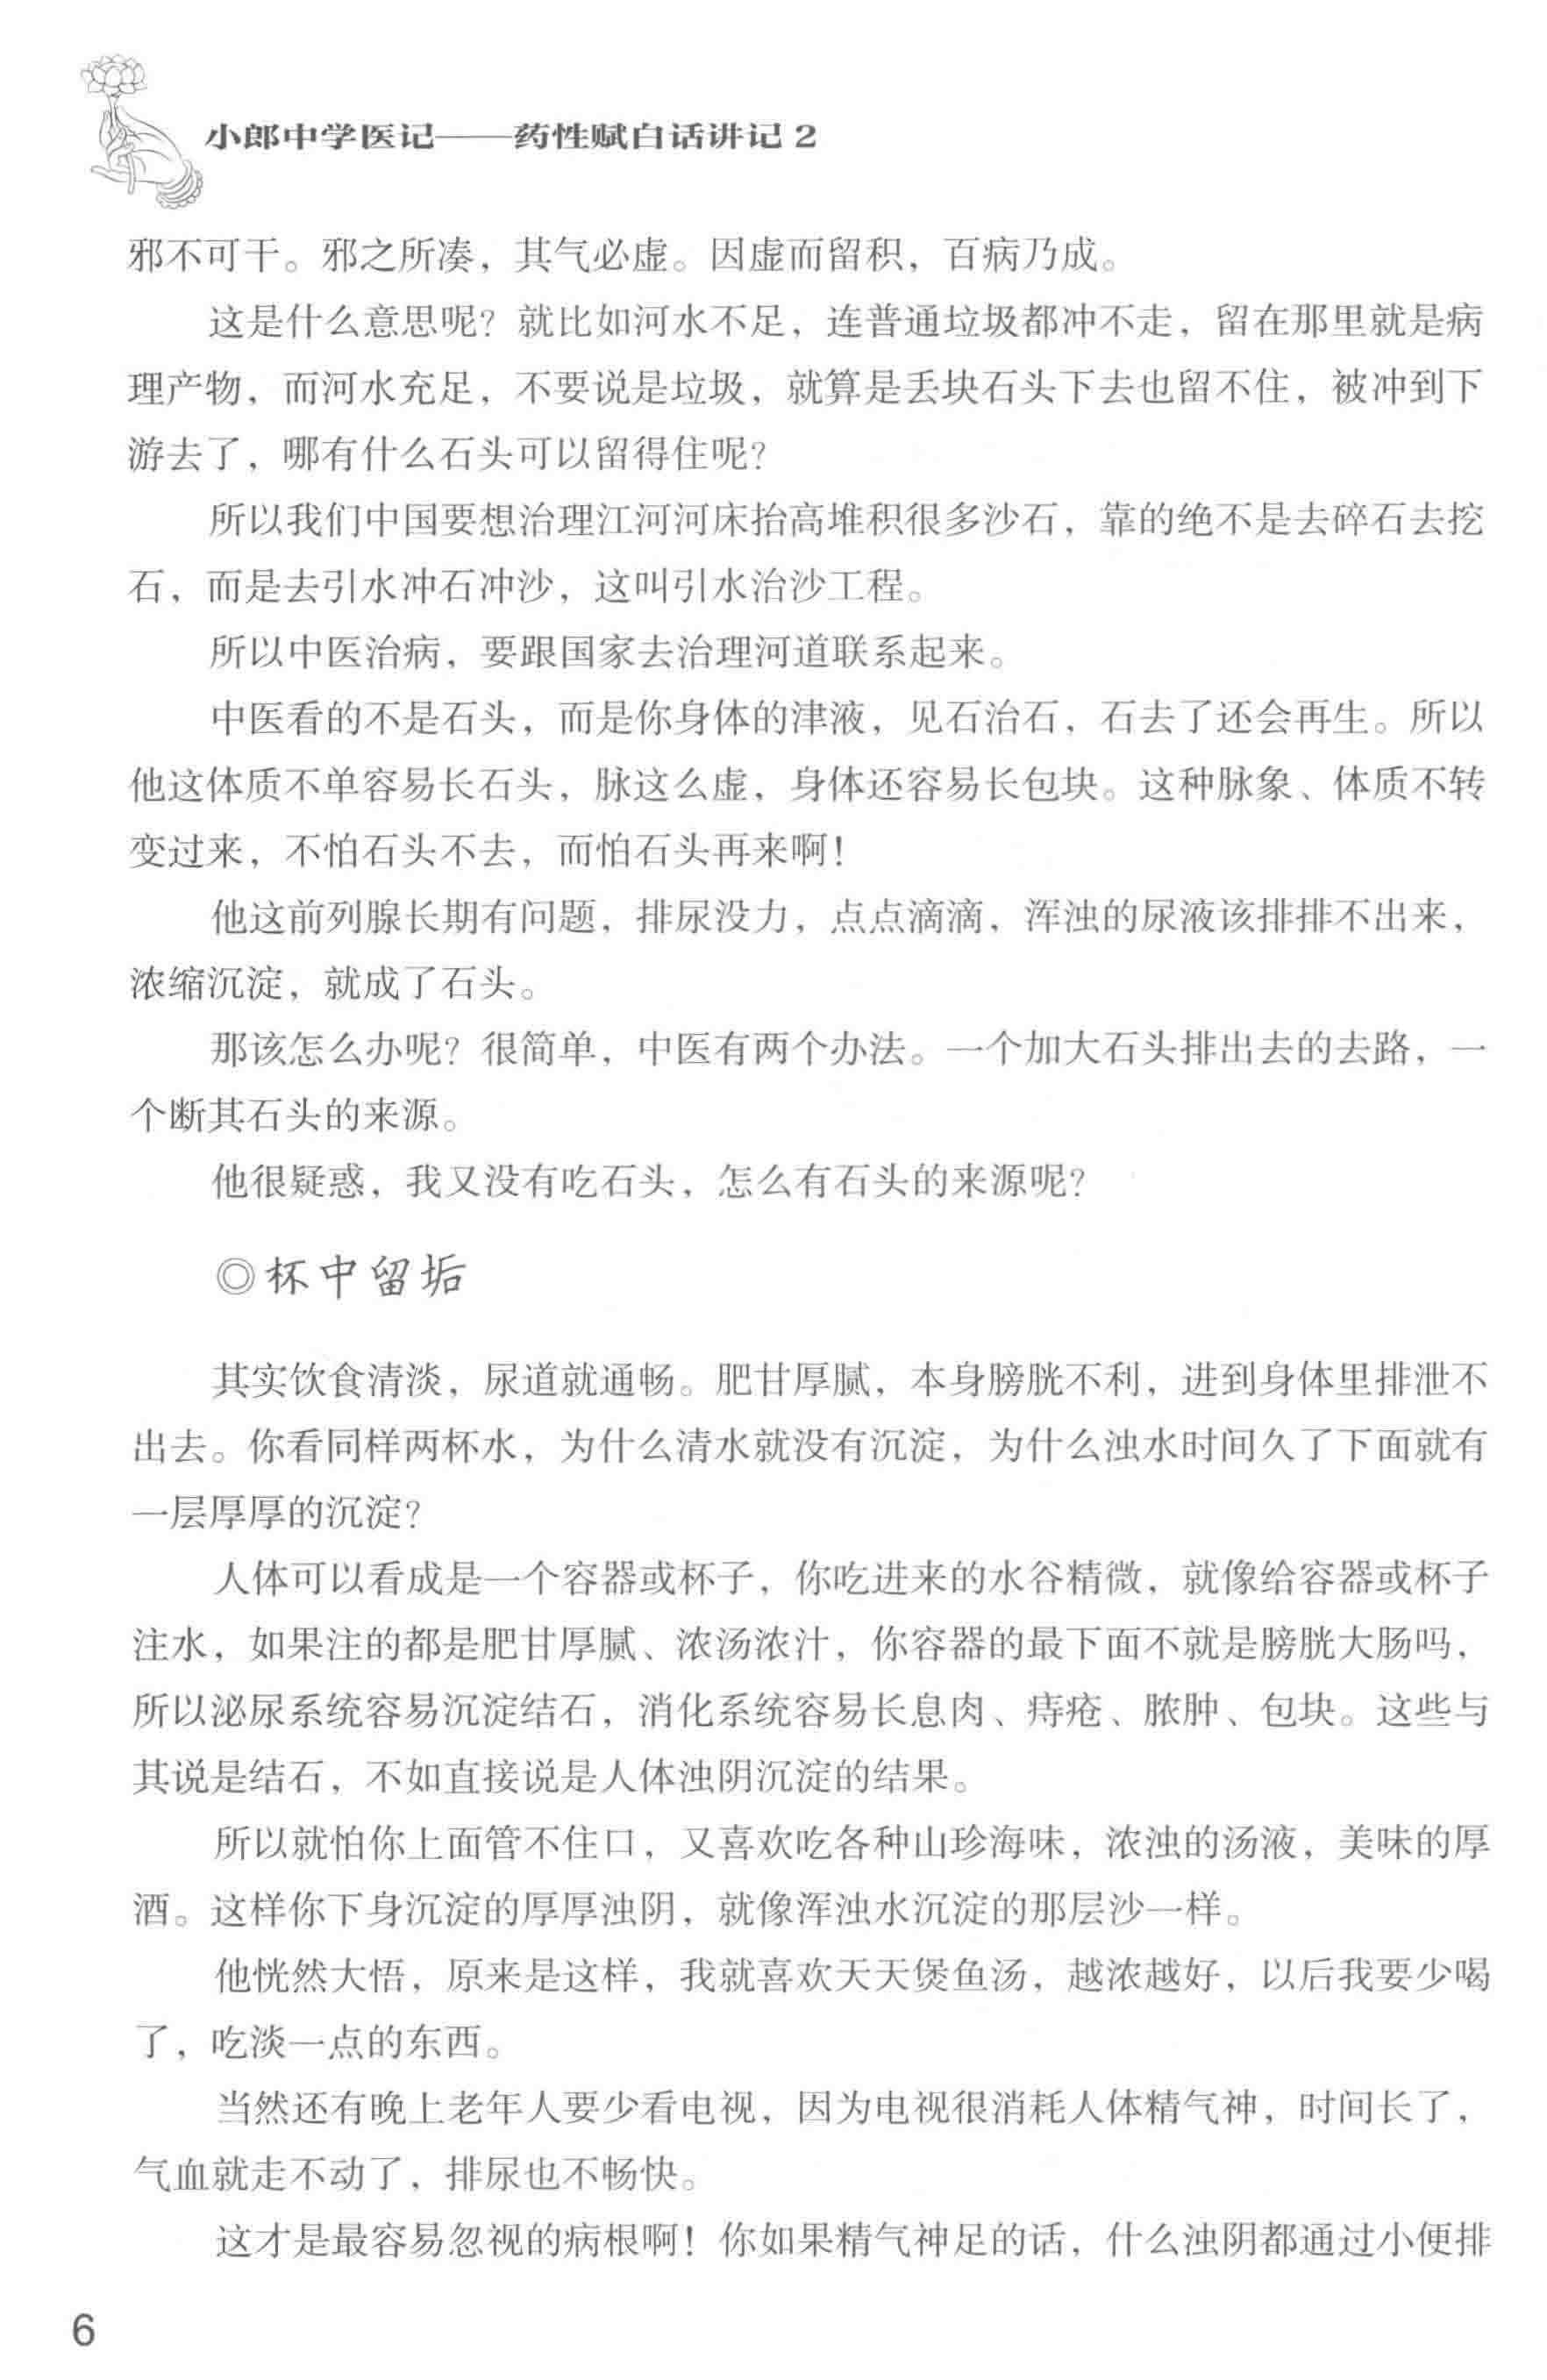 小郎中学医记——药性赋白话讲记2
邪不可干。邪之所凑，其气必虚。因虚而留积，百病乃成。
这是什么意思呢？就比如河水不足，连普通垃圾都冲不走，留在那里就是病
理产物，而河水充足，不要说是垃圾，就算是丢块石头下去也留不住，被冲到下
游去了，哪有什么石头可以留得住呢？
所以我们中国要想治理江河河床抬高堆积很多沙石，靠的绝不是去碎石去挖
石，而是去引水冲石冲沙，这叫引水治沙工程。
所以中医治病，要跟国家去治理河道联系起来。
中医看的不是石头，而是你身体的津液，见石治石，石去了还会再生。所以
他这体质不单容易长石头，脉这么虚，身体还容易长包块。这种脉象、体质不转
变过来，不怕石头不去，而怕石头再来啊！
他这前列腺长期有问题，排尿没力，点点滴滴，浑浊的尿液该排排不出来，
浓缩沉淀，就成了石头。
那该怎么办呢？很简单，中医有两个办法。一个加大石头排出去的去路，一
个断其石头的来源。
他很疑惑，我又没有吃石头，怎么有石头的来源呢？
◎杯中留垢
其实饮食清淡，尿道就通畅。肥甘厚腻，本身膀胱不利，进到身体里排泄不
出去。你看同样两杯水，为什么清水就没有沉淀，为什么浊水时间久了下面就有
一层厚厚的沉淀？
人体可以看成是一个容器或杯子，你吃进来的水谷精微，就像给容器或杯子
注水，如果注的都是肥甘厚腻、浓汤浓汁，你容器的最下面不就是膀胱大肠吗，
所以泌尿系统容易沉淀结石，消化系统容易长息肉、痔疮、脓肿、包块。这些与
其说是结石，不如直接说是人体浊阴沉淀的结果。
所以就怕你上面管不住口，又喜欢吃各种山珍海味，浓浊的汤液，美味的厚
酒。这样你下身沉淀的厚厚浊阴，就像浑浊水沉淀的那层沙一样。
他恍然大悟，原来是这样，我就喜欢天天煲鱼汤，越浓越好，以后我要少喝
了，吃淡一点的东西。
当然还有晚上老年人要少看电视，因为电视很消耗人体精气神，时间长了，
气血就走不动了，排尿也不畅快。
这才是最容易忽视的病根啊！你如果精气神足的话，什么浊阴都通过小便排
6